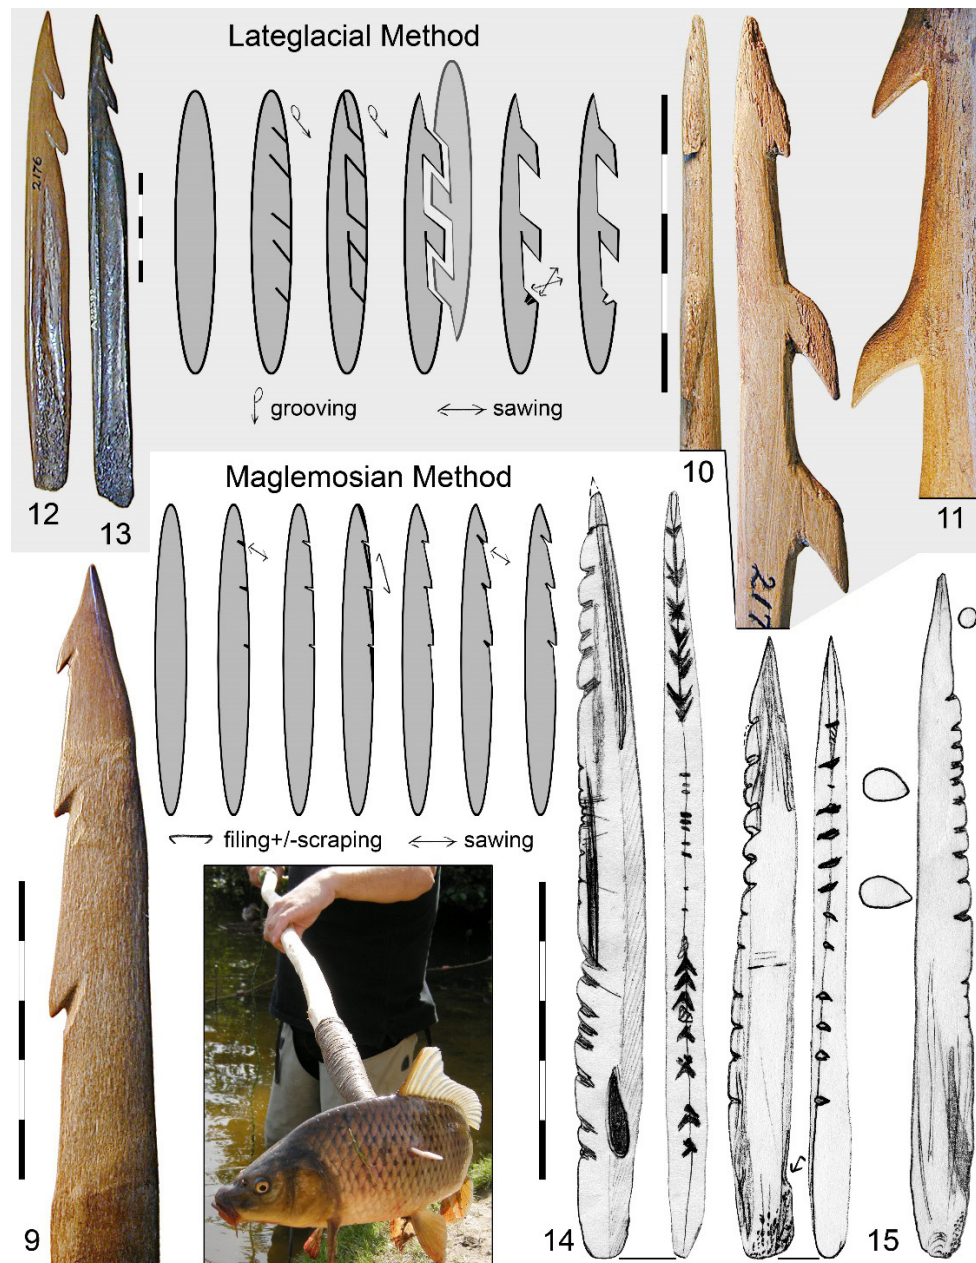 Lateglacial Method
2176
grooving
sawing
12
13
10
11
217
Maglemosian Method
filing+/-scraping
sawing
9
14
15